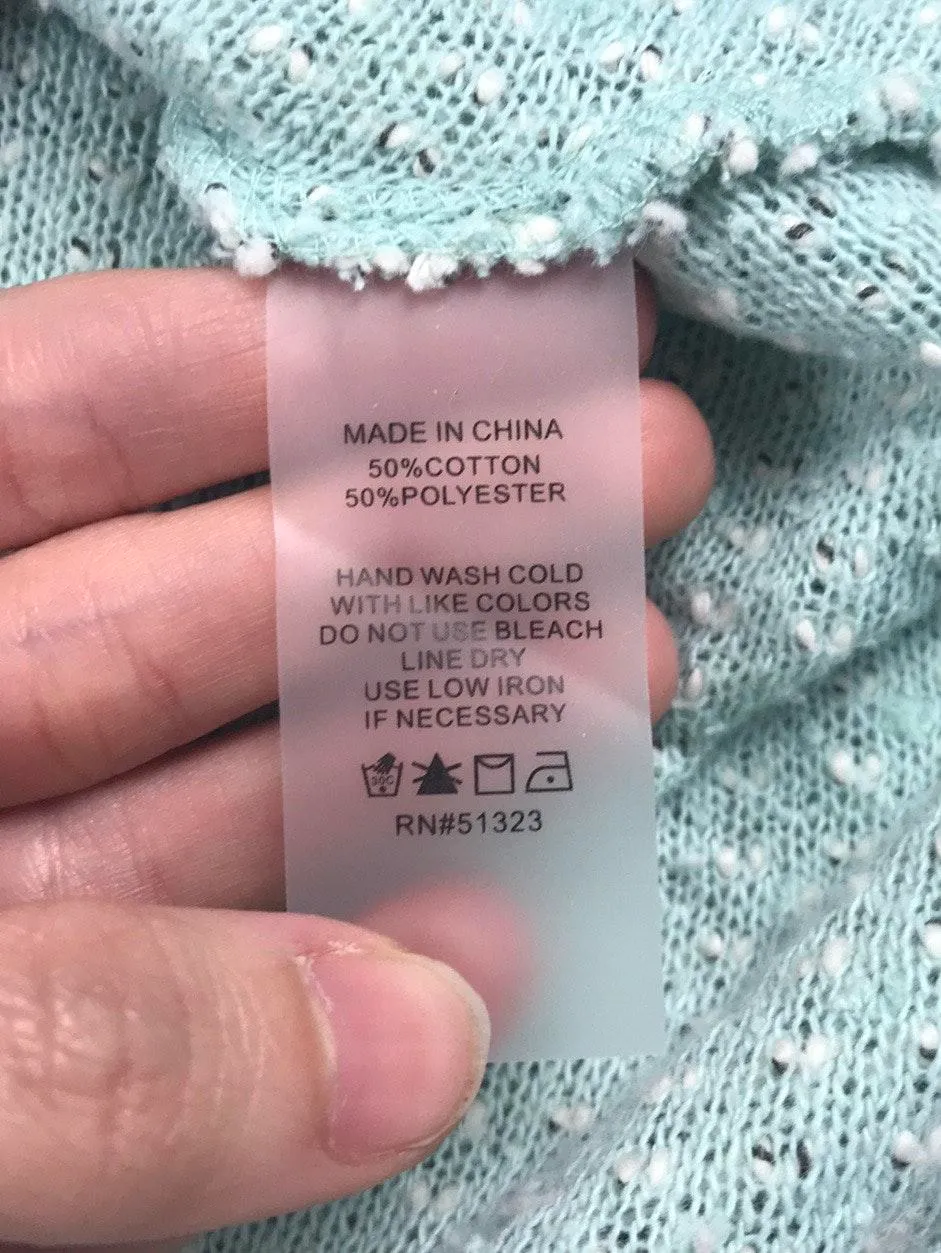 MADE IN CHINA
50%COTTON
50%POLYESTER
HAND WASH COLD
WITH LIKE COLORS
DO NOT USE BLEACH
LINE DRY
USE LOW IRON
IF NECESSARY
30C
RN#51323